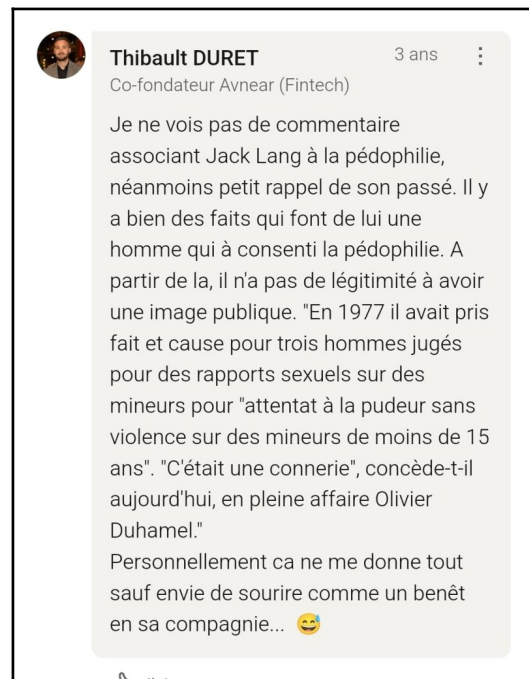 Thibault DURET
3 ans
Co-fondateur Avnear (Fintech)
Je ne vois pas de commentaire
associant Jack Lang à la pédophilie,
néanmoins petit rappel de son passé. Il y
a bien des faits qui font de lui une
homme qui à consenti la pédophilie. A
partir de la, il n'a pas de légitimité à avoir
une image publique. "En 1977 il avait pris
fait et cause pour trois hommes jugés
pour des rapports sexuels sur des
mineurs pour "attentat à la pudeur sans
violence sur des mineurs de moins de 15
ans". "C'était une connerie", concède-t-il
aujourd'hui, en pleine affaire Olivier
Duhamel."
Personnellement ca ne me donne tout
sauf envie de sourire comme un benêt
en sa compagnie... 😅